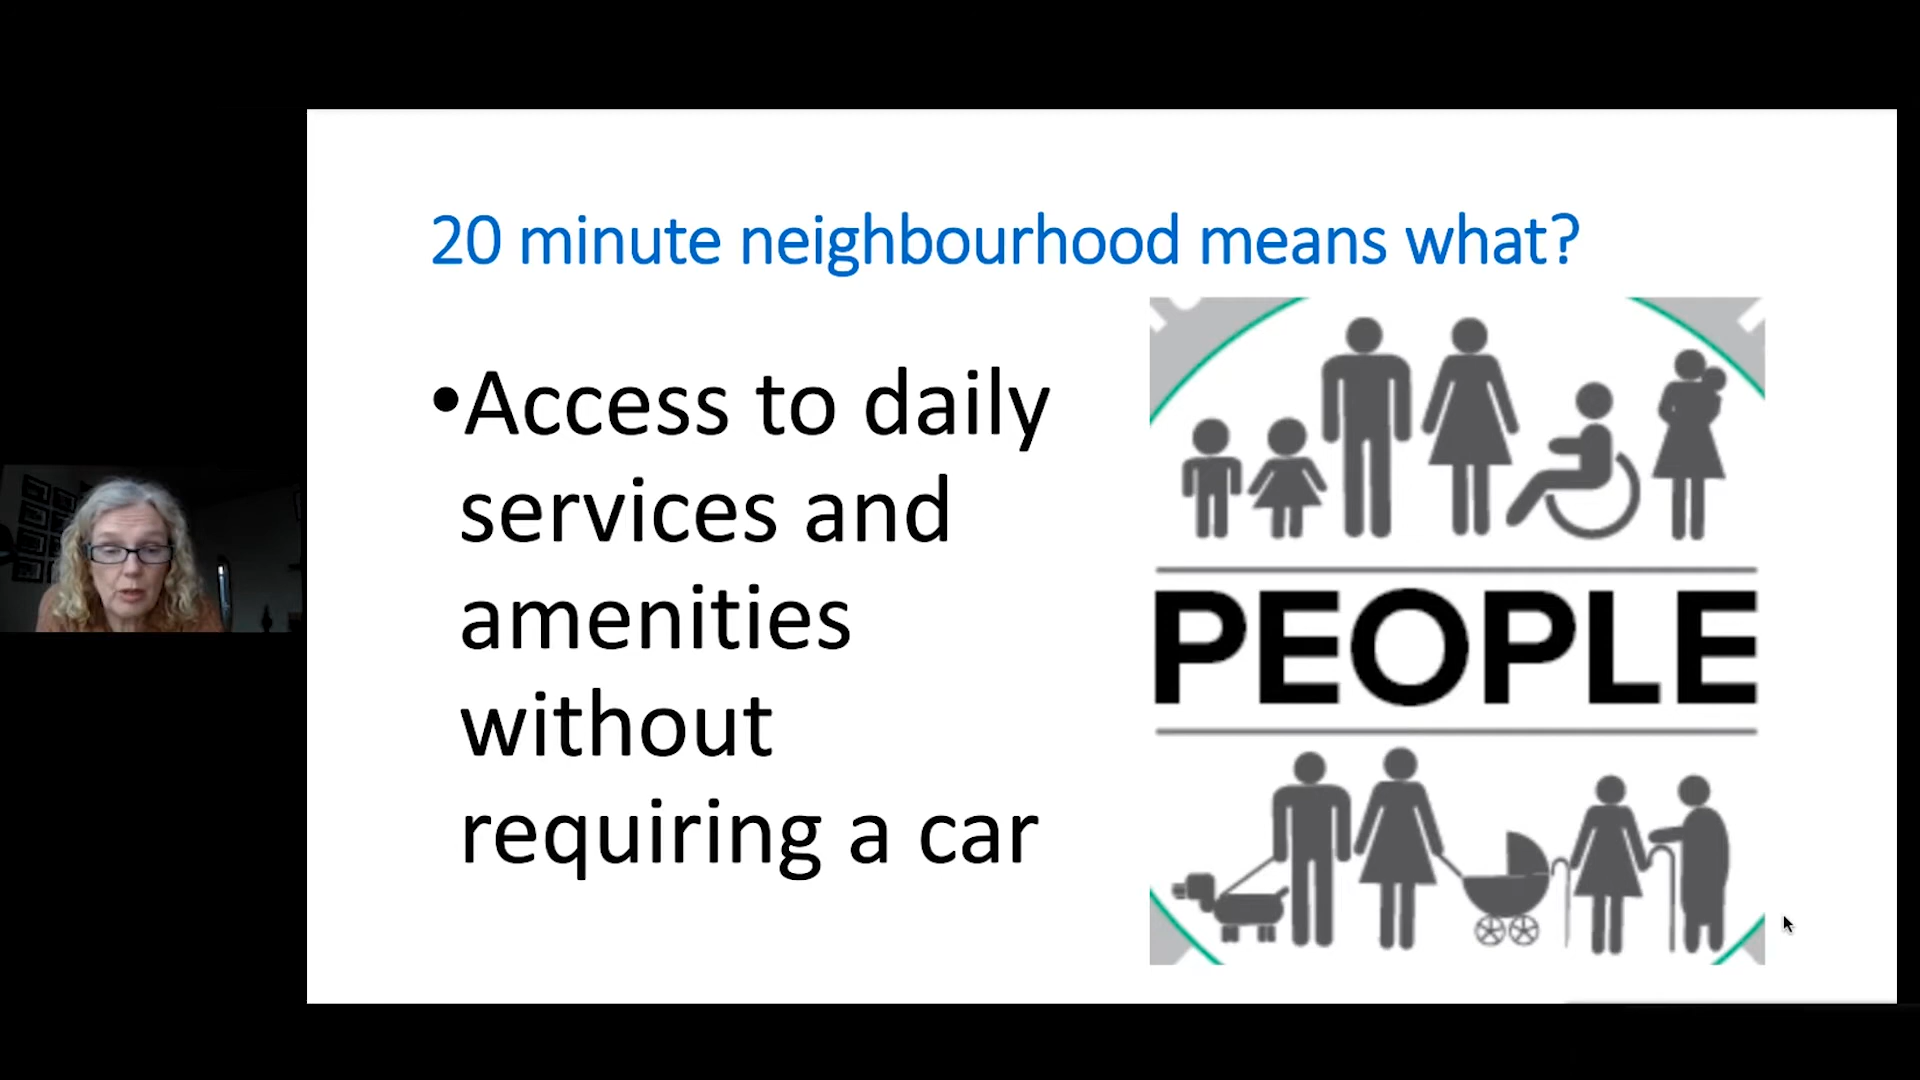 20 minute neighbourhood means what?
•Access to daily
services and
amenities
without
requiring a car
PEOPLE